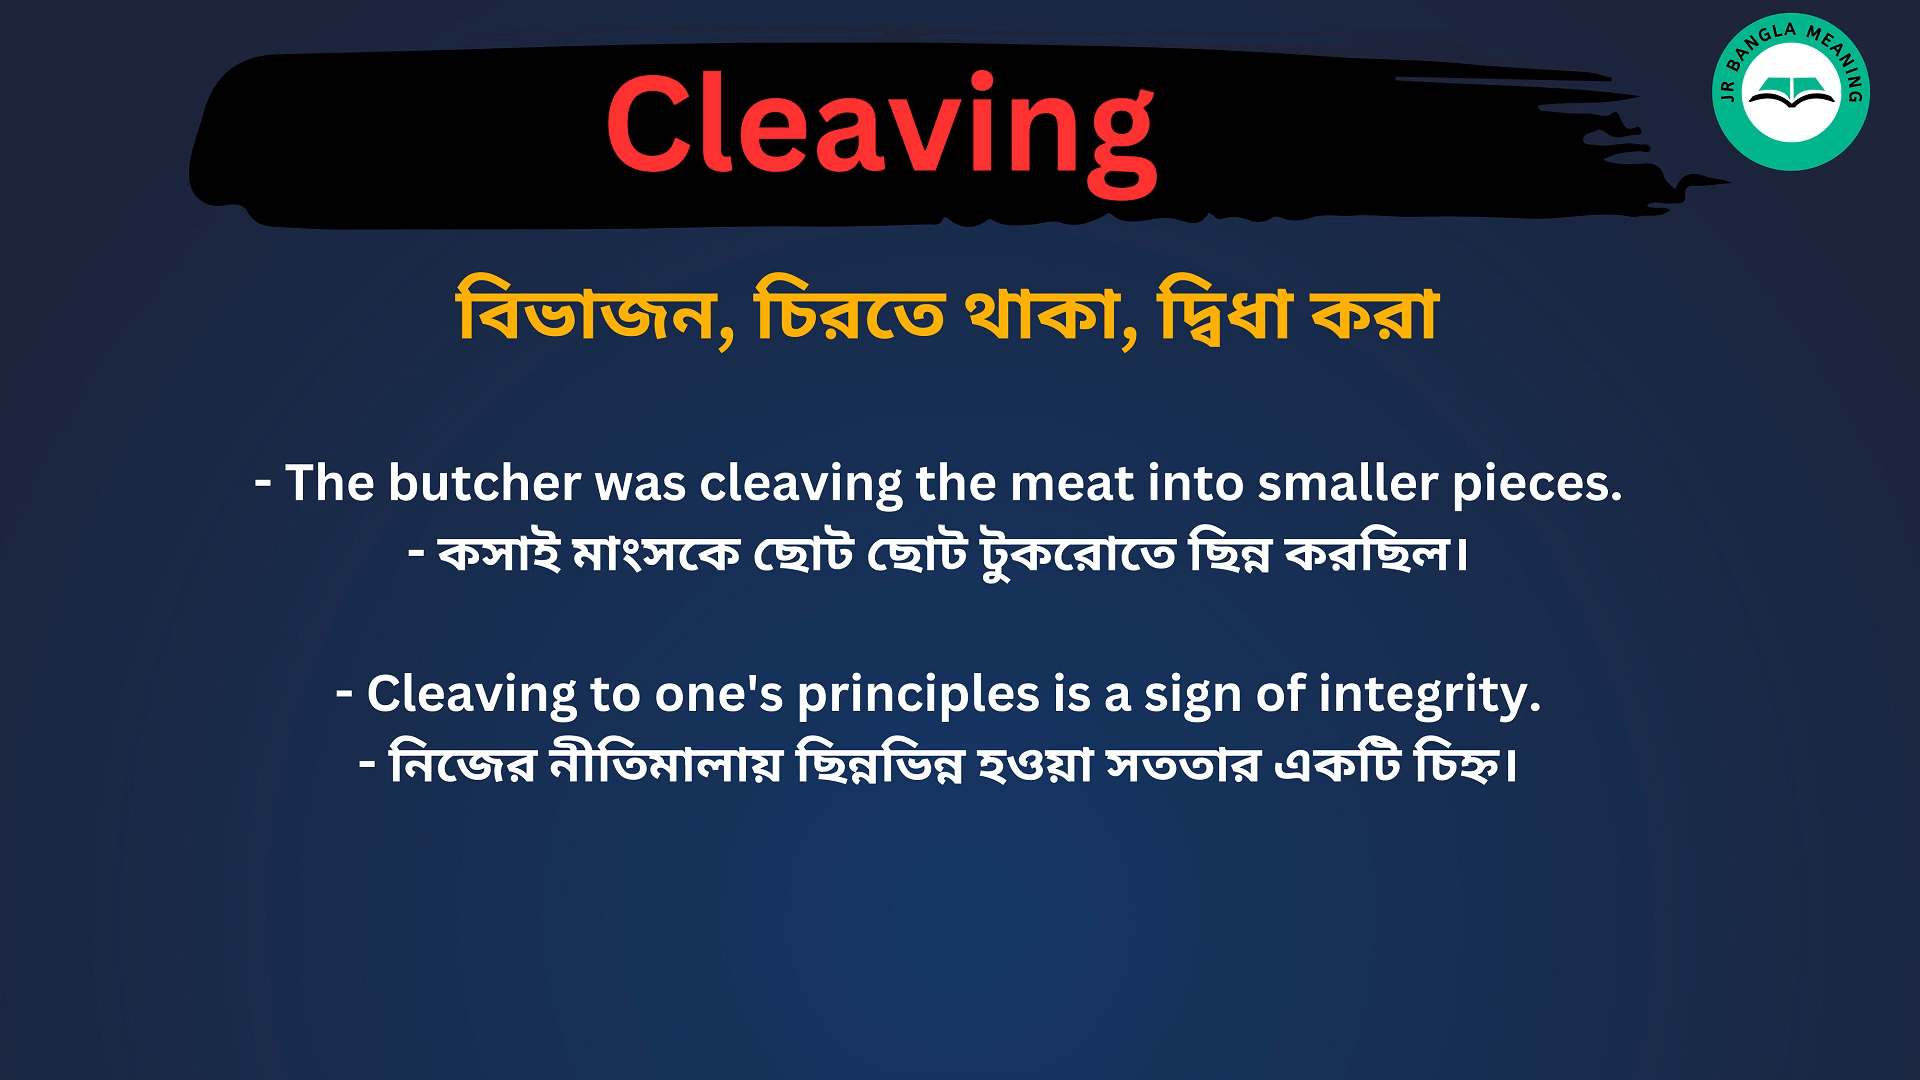 Cleaving
JR BANGLA MEANING
বিভাজন, চিরতে থাকা, দ্বিধা করা
- The butcher was cleaving the meat into smaller pieces.
- কসাই মাংসকে ছোট ছোট টুকরোতে ছিন্ন করছিল।
- Cleaving to one's principles is a sign of integrity.
- নিজের নীতিমালায় ছিন্নভিন্ন হওয়া সততার একটি চিহ্ন।